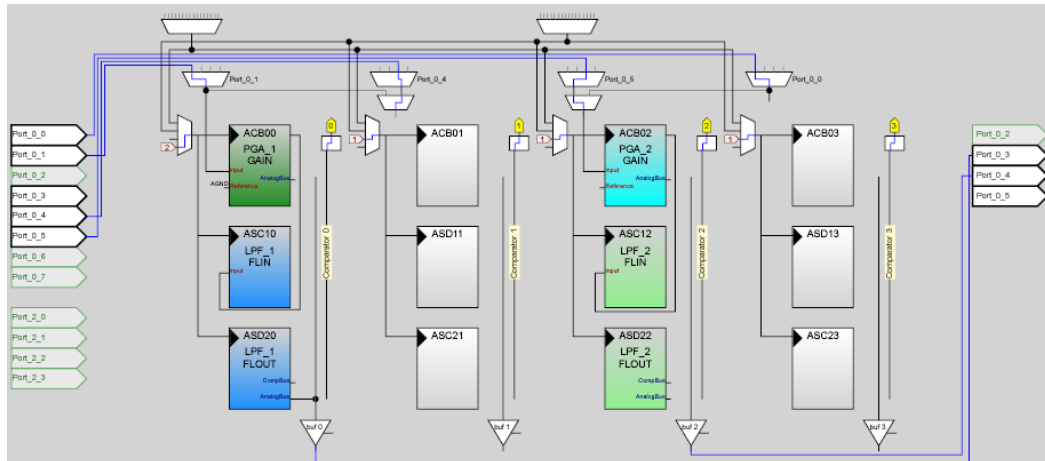 Port_0_1
Port_0_4
Port_0_5
Port_0_0
Port_0_0
Port_0_1
Port_0_2
Port_0_3
Port_0_4
Port_0_5
Port_0_6
Port_0_7
Port_2_0
Port_2_1
Port_2_2
Port_2_3
2
ACB00
PGA_1
GAIN
Input
AnalogBus
AGND
Reference
ASC10
LPF_1
FLIN
Input
ASD20
LPF_1
FLOUT
CompBus
AnalogBus
0
Comparator 0
buf 0
1
ACB01
ASD11
ASC21
1
Comparator 1
buf 1
1
ACB02
PGA_2
GAIN
Input
AnalogBus
Reference
ASC12
LPF_2
FLIN
Input
ASD22
LPF_2
FLOUT
CompBus
AnalogBus
2
Comparator 2
buf 2
1
ACB03
ASD13
ASC23
3
Comparator 3
buf 3
Port_0_2
Port_0_3
Port_0_4
Port_0_5